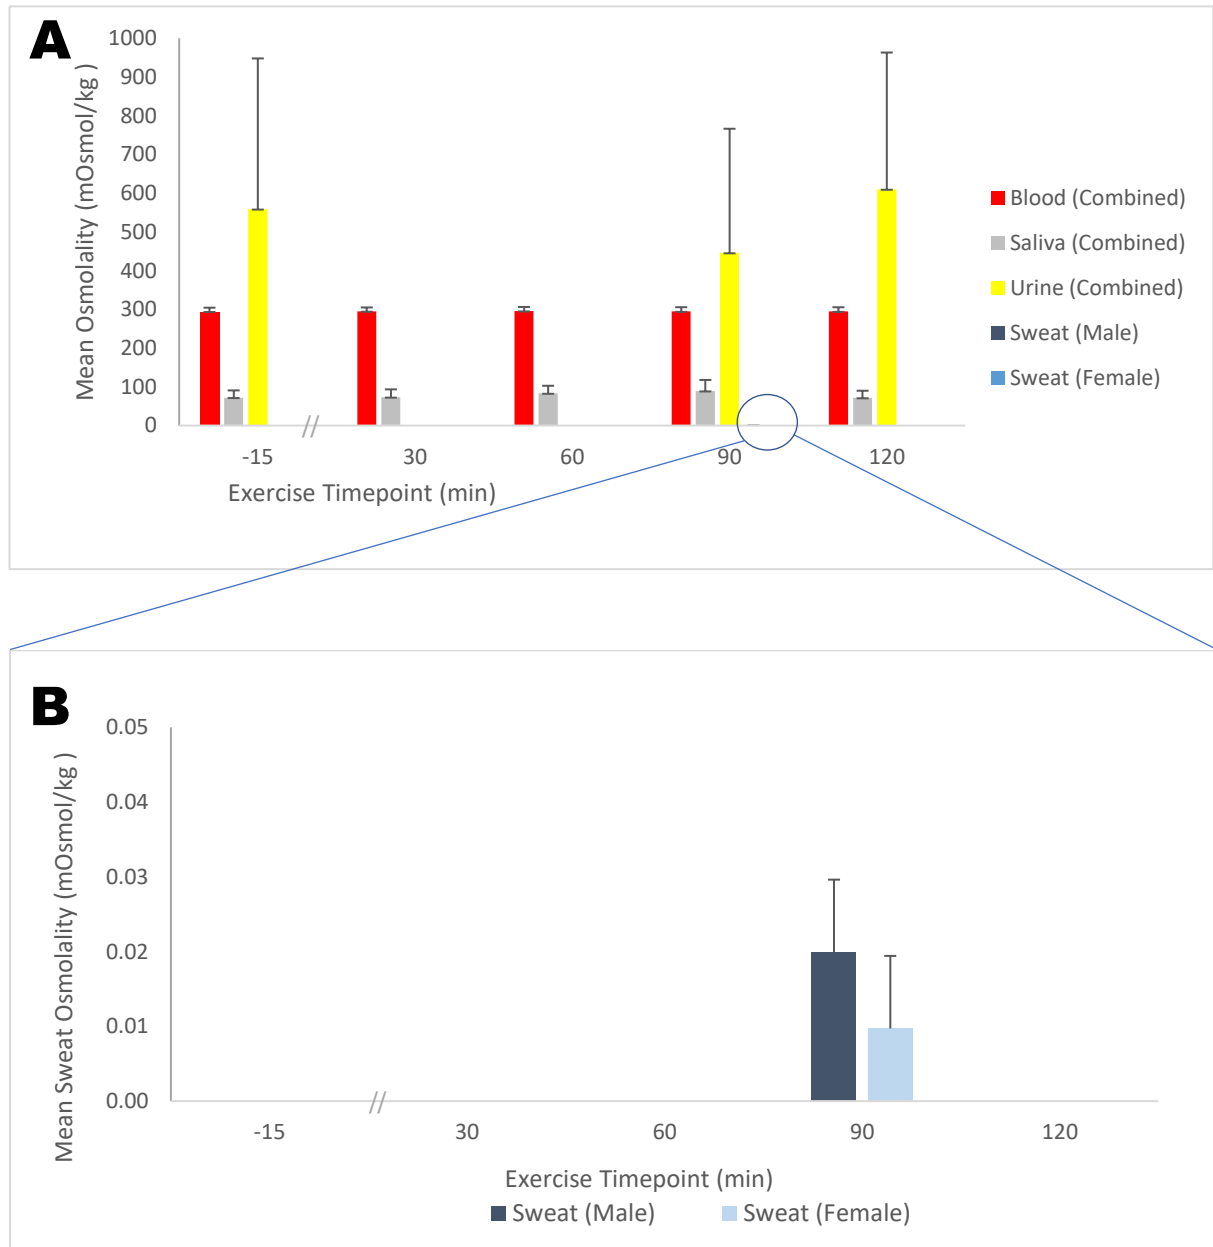 A
Mean Osmolality (mOsmol/kg )
1000
900
800
700
600
500
400
300
200
100
0
-15
//
30
60
90
120
Exercise Timepoint (min)
Blood (Combined)
Saliva (Combined)
Urine (Combined)
Sweat (Male)
Sweat (Female)
B
Mean Sweat Osmolality (mOsmol/kg )
0.05
0.04
0.03
0.02
0.01
0.00
-15
//
30
60
90
120
Exercise Timepoint (min)
Sweat (Male) Sweat (Female)